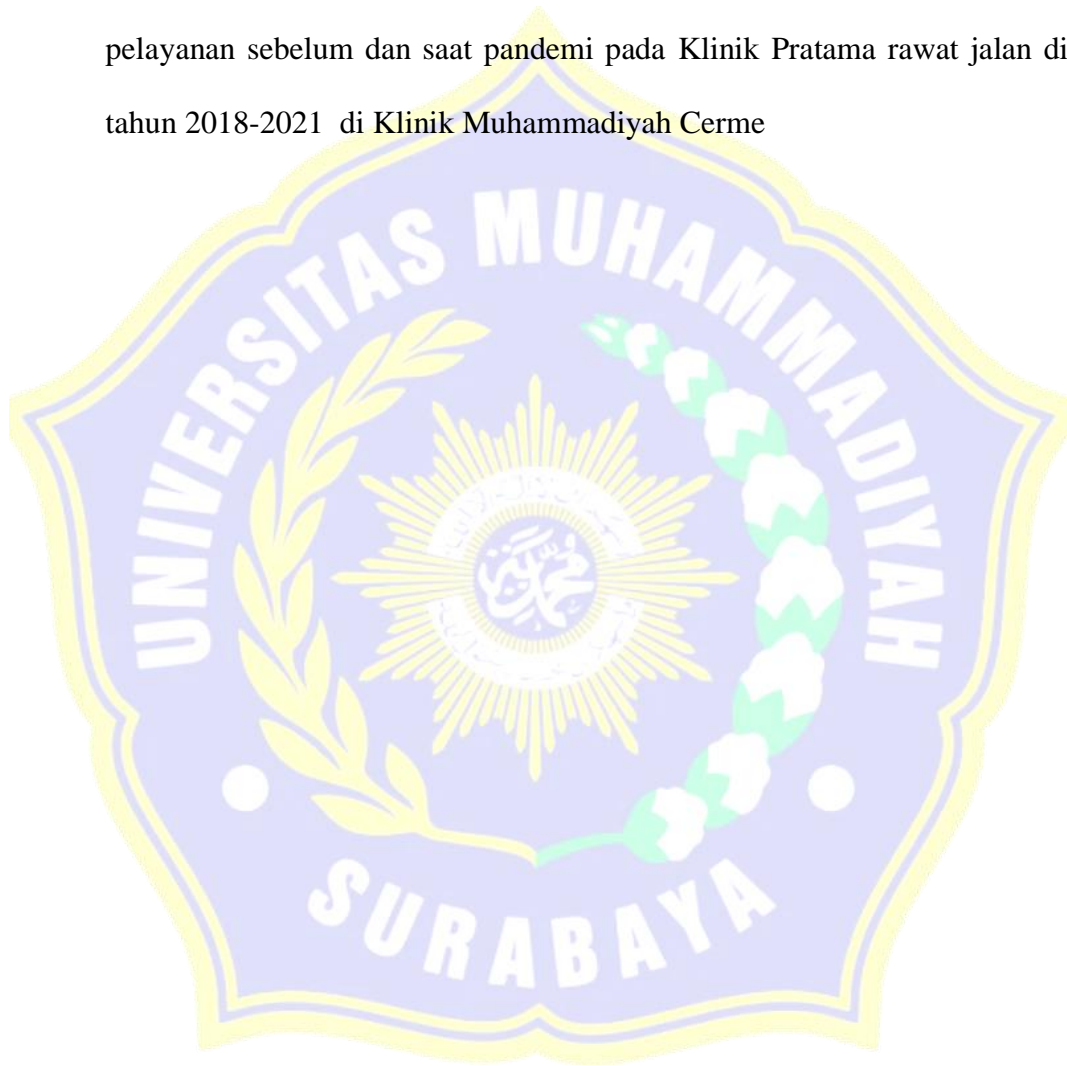 pelayanan sebelum dan saat pandemi pada Klinik Pratama rawat jalan di
tahun 2018-2021 di Klinik Muhammadiyah Cerme
UNIVERSITAS MUHAMMADIYAH
محمد
SURABAYA